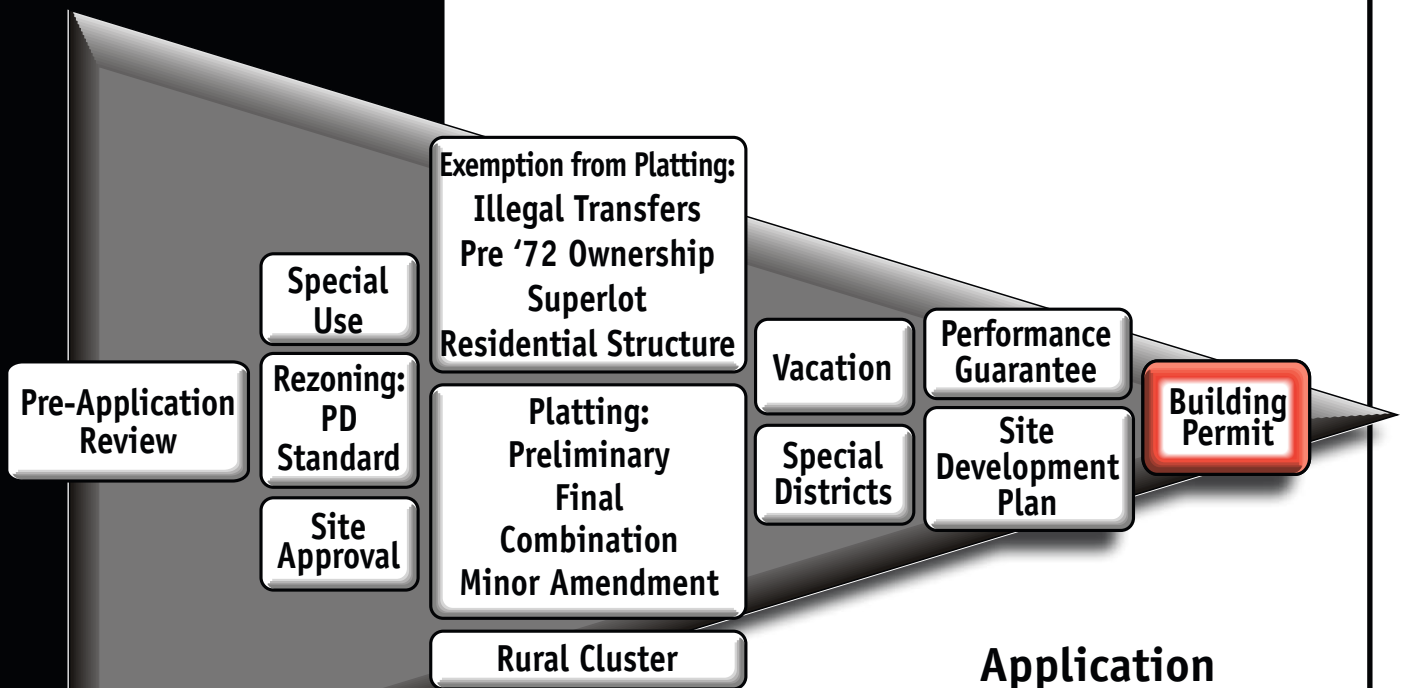 Pre-Application
Review
Special
Use
Rezoning:
PD
Standard
Site
Approval
Exemption from Platting:
Illegal Transfers
Pre ‘72 Ownership
Superlot
Residential Structure
Platting:
Preliminary
Final
Combination
Minor Amendment
Rural Cluster
Vacation
Special
Districts
Performance
Guarantee
Site
Development
Plan
Building
Permit
Application